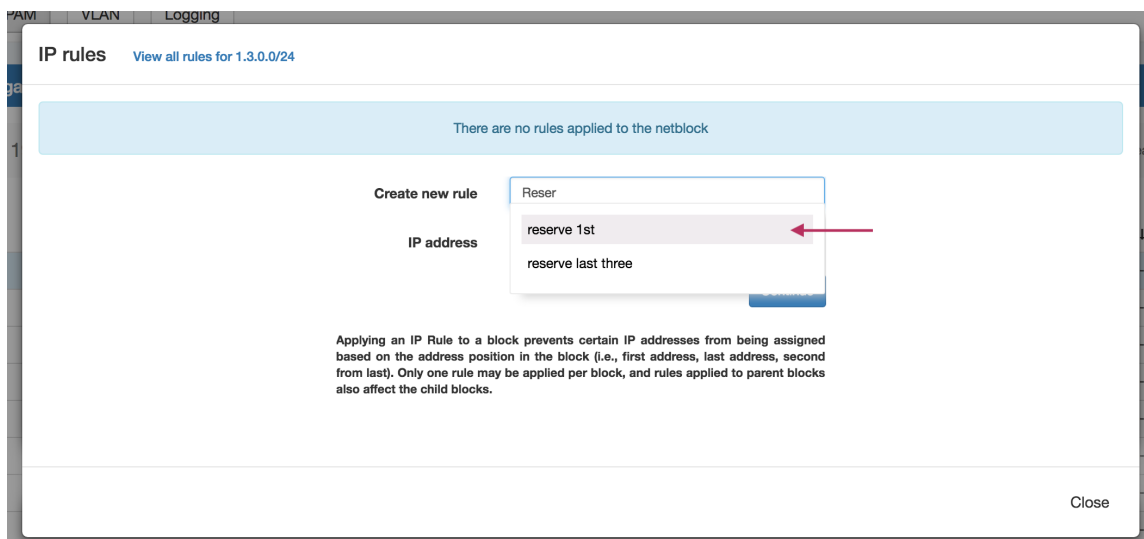 VLAN Logging
IP rules View all rules for 1.3.0.0/24
There are no rules applied to the netblock
Create new rule Reser
reserve 1st
IP address
reserve last three
Applying an IP Rule to a block prevents certain IP addresses from being assigned
based on the address position in the block (i.e., first address, last address, second
from last). Only one rule may be applied per block, and rules applied to parent blocks
also affect the child blocks.
Close